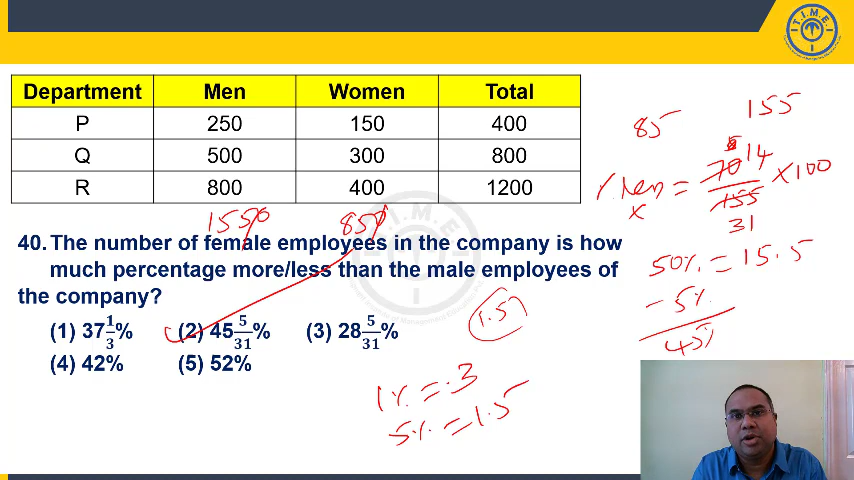 T.I.M.E.
Department Men Women Total
P 250 150 400
Q 500 300 800
R 800 400 1200
1550 850
40. The number of female employees in the company is how
much percentage more/less than the male employees of
the company?
(1) 37 1/3% (2) 45 5/31% (3) 28 5/31%
(4) 42% (5) 52%
85 155
Men = 70/155 × 100
14
31
50% = 15.5
- 5%
45%
1.5
1% = .3
5% = 1.5